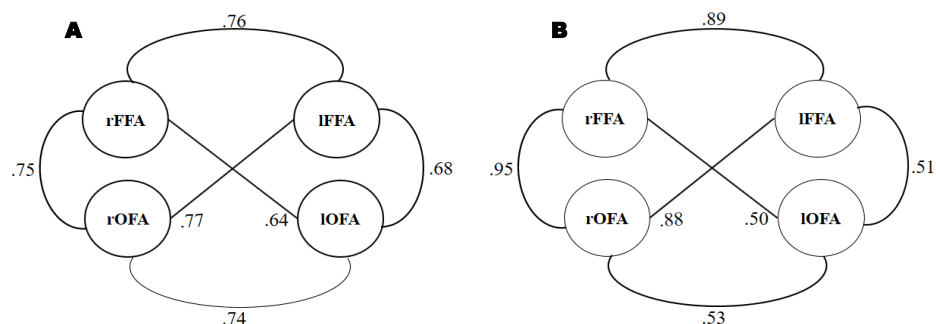 A
.76
rFFA
lFFA
.75
.68
rOFA
.77
.64
lOFA
.74
B
.89
rFFA
lFFA
.95
.51
rOFA
.88
.50
lOFA
.53